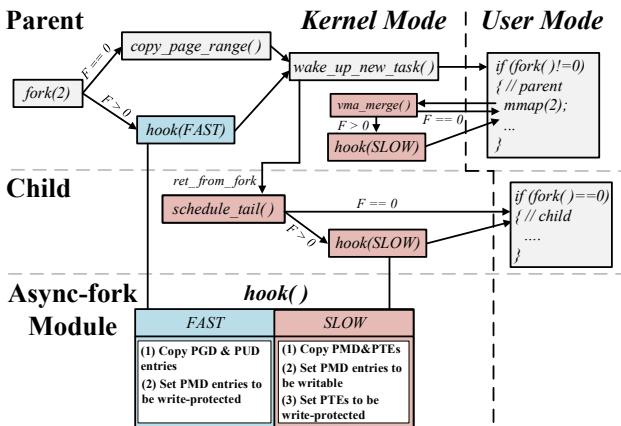 Parent
Kernel Mode
User Mode
copy_page_range()
F==0
fork(2)
F>0
hook(FAST)
wake_up_new_task()
if (fork()!=0)
{ // parent
mmap(2);
...
}
vma_merge()
F>0
F==0
hook(SLOW)
Child
ret_from_fork
schedule_tail()
F==0
F>0
hook(SLOW)
if (fork()==0)
{ // child
....
}
Async-fork
Module
hook()
FAST
SLOW
(1) Copy PGD & PUD
entries
(2) Set PMD entries to
be write-protected
(1) Copy PMD&PTEs
(2) Set PMD entries to
be writable
(3) Set PTEs to be
write-protected